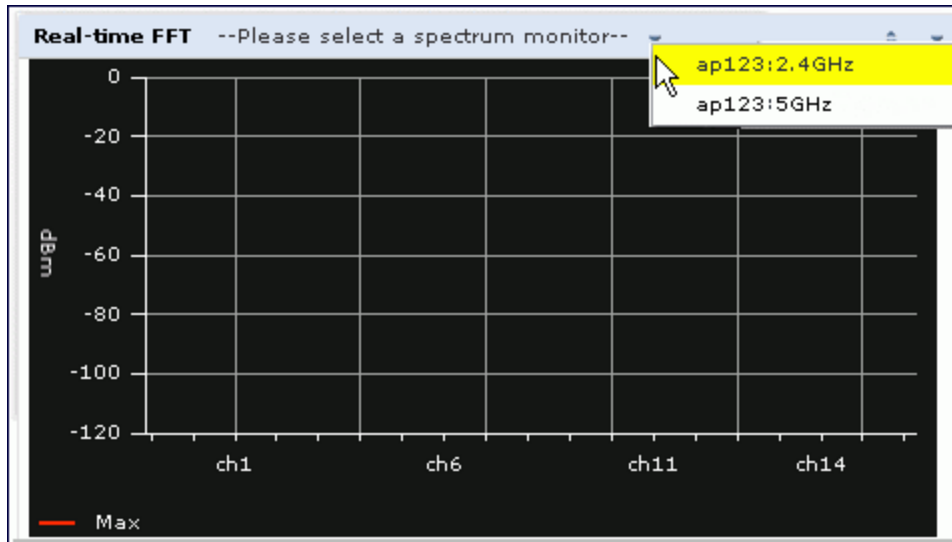 Real-time FFT --Please select a spectrum monitor--
ap123:2.4GHz
ap123:5GHz
0
-20
-40
-60
-80
-100
-120
dBm
ch1 ch6 ch11 ch14
Max